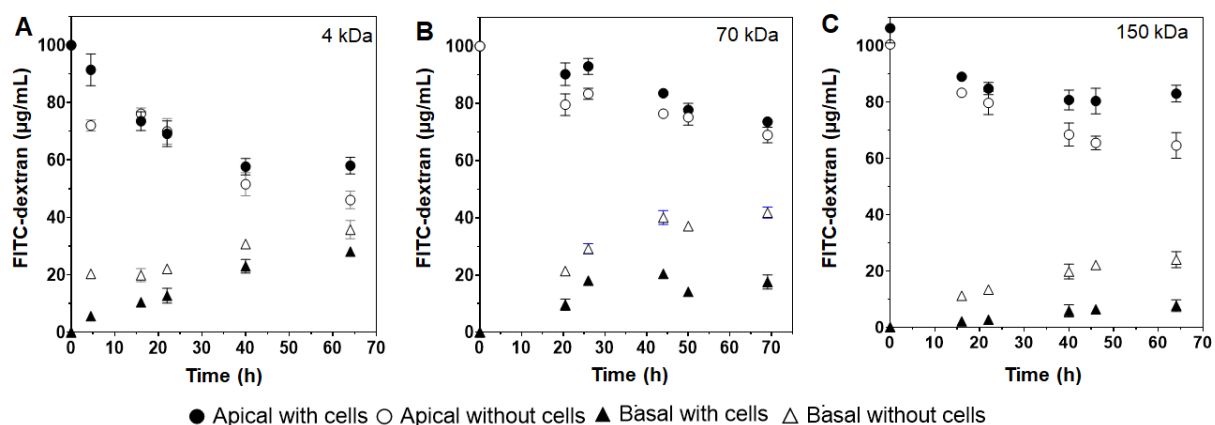 A
4 kDa
FITC-dextran (µg/mL)
100
80
60
40
20
0
0 10 20 30 40 50 60 70
Time (h)
B
70 kDa
FITC-dextran (µg/mL)
100
80
60
40
20
0
0 10 20 30 40 50 60 70
Time (h)
C
150 kDa
FITC-dextran (µg/mL)
100
80
60
40
20
0
0 10 20 30 40 50 60 70
Time (h)
Apical with cells Apical without cells Basal with cells Basal without cells